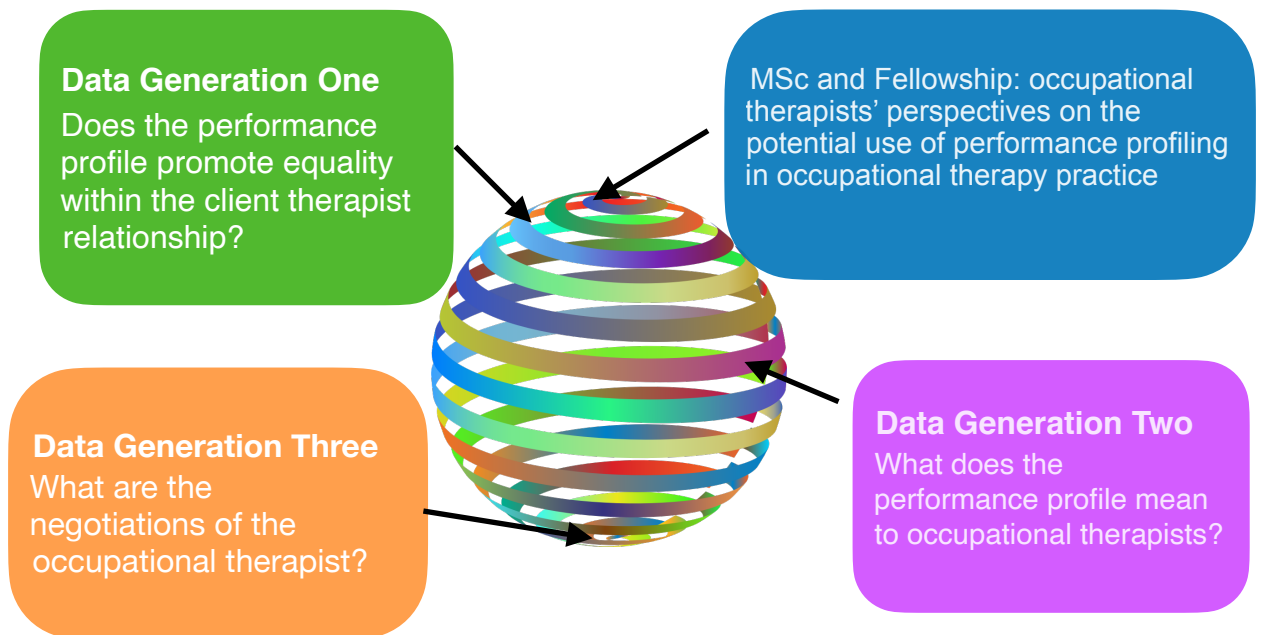 Data Generation One
Does the performance
profile promote equality
within the client therapist
relationship?
MSc and Fellowship: occupational
therapists’ perspectives on the
potential use of performance profiling
in occupational therapy practice
Data Generation Three
What are the
negotiations of the
occupational therapist?
Data Generation Two
What does the
performance profile mean
to occupational therapists?